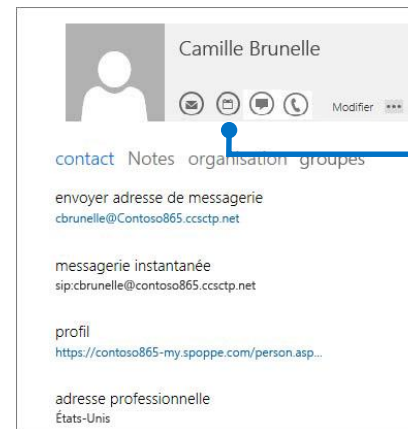 Camille Brunelle
Modifier •••
contact Notes organisation groupes
envoyer adresse de messagerie
cbrunelle@Contoso865.ccsctp.net
messagerie instantanée
sip:cbrunelle@contoso865.ccsctp.net
profil
https://contoso865-my.spoppe.com/person.asp...
adresse professionnelle
États-Unis